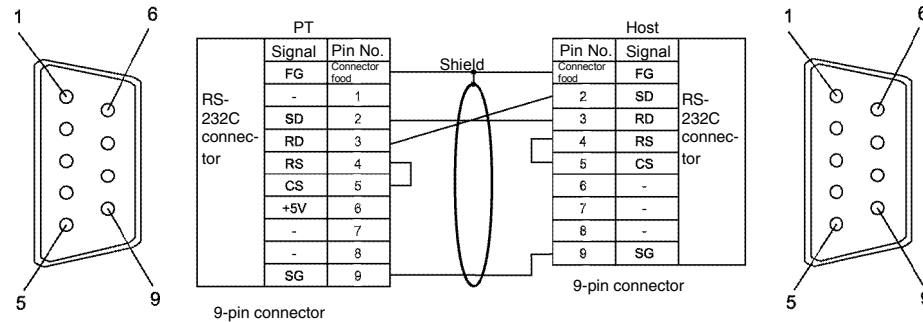 1
6
5
9
PT
Signal Pin No.
FG Connector food
- 1
SD 2
RD 3
RS 4
CS 5
+5V 6
- 7
- 8
SG 9
RS-
232C
connec-
tor
9-pin connector
Shield
Host
Pin No. Signal
Connector food FG
2 SD
3 RD
4 RS
5 CS
6 -
7 -
8 -
9 SG
RS-
232C
connec-
tor
9-pin connector
1
6
5
9